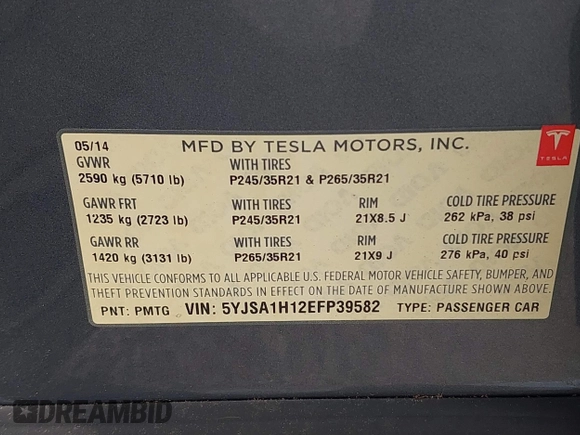 05/14 MFD BY TESLA MOTORS, INC.
GVWR WITH TIRES
2590 kg (5710 lb) P245/35R21 & P265/35R21
GAWR FRT WITH TIRES RIM COLD TIRE PRESSURE
1235 kg (2723 lb) P245/35R21 21X8.5 J 262 kPa, 38 psi
GAWR RR WITH TIRES RIM COLD TIRE PRESSURE
1420 kg (3131 lb) P265/35R21 21X9 J 276 kPa, 40 psi
THIS VEHICLE CONFORMS TO ALL APPLICABLE U.S. FEDERAL MOTOR VEHICLE SAFETY, BUMPER, AND
THEFT PREVENTION STANDARDS IN EFFECT ON THE DATE OF MANUFACTURE SHOWN ABOVE.
PNT: PMTG VIN: 5YJSA1H12EFP39582 TYPE: PASSENGER CAR
TESLA
DREAMBID